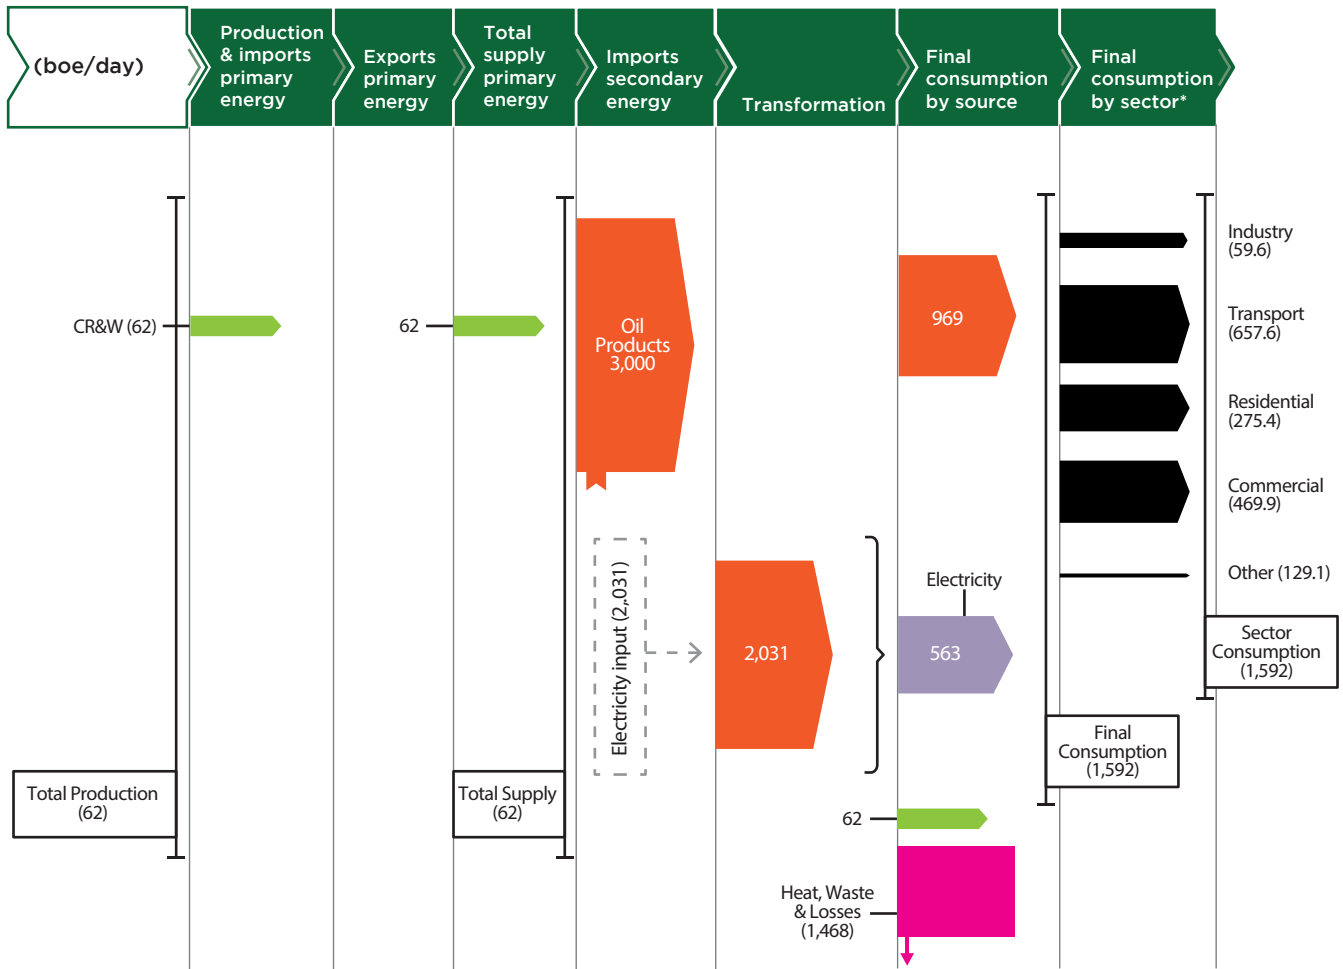 (boe/day)
Production
& imports
primary
energy
Exports
primary
energy
Total
supply
primary
energy
Imports
secondary
energy
Transformation
Final
consumption
by source
Final
consumption
by sector*
CR&W (62)
62
Oil
Products
3,000
969
Industry
(59.6)
Transport
(657.6)
Residential
(275.4)
Commercial
(469.9)
Other (129.1)
Electricity input (2,031)
2,031
Electricity
563
Sector
Consumption
(1,592)
Final
Consumption
(1,592)
Total Production
(62)
Total Supply
(62)
62
Heat, Waste
& Losses
(1,468)